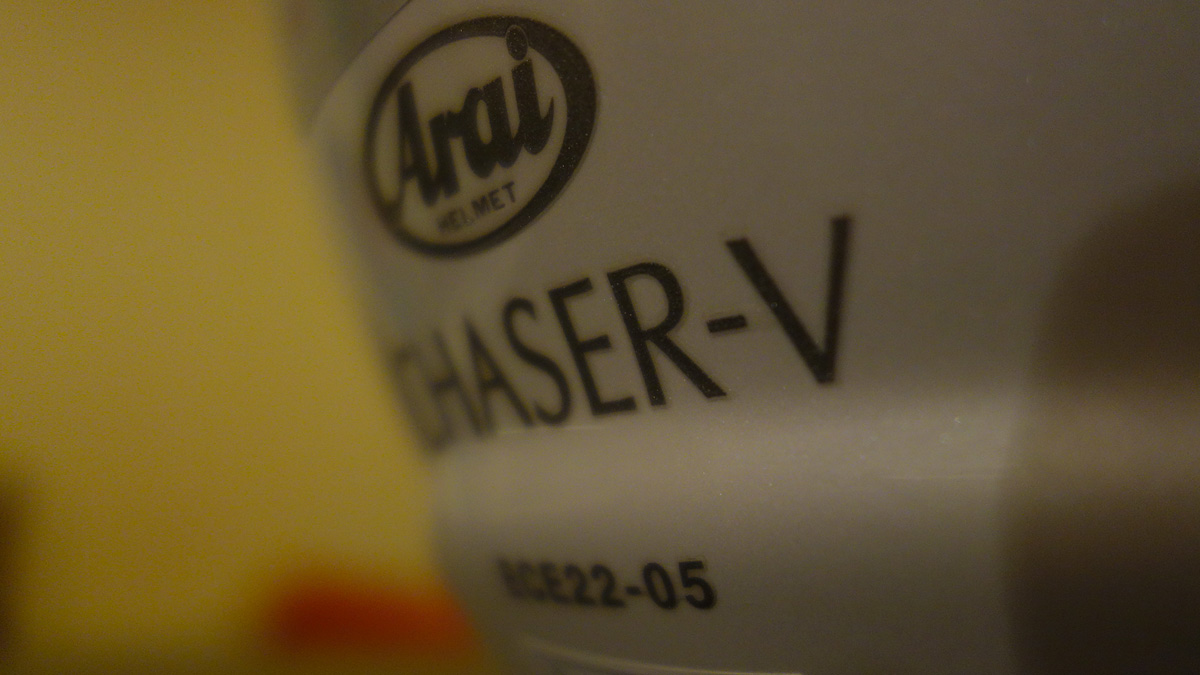 Arai
HELMET
CHASER-V
ECE22-05